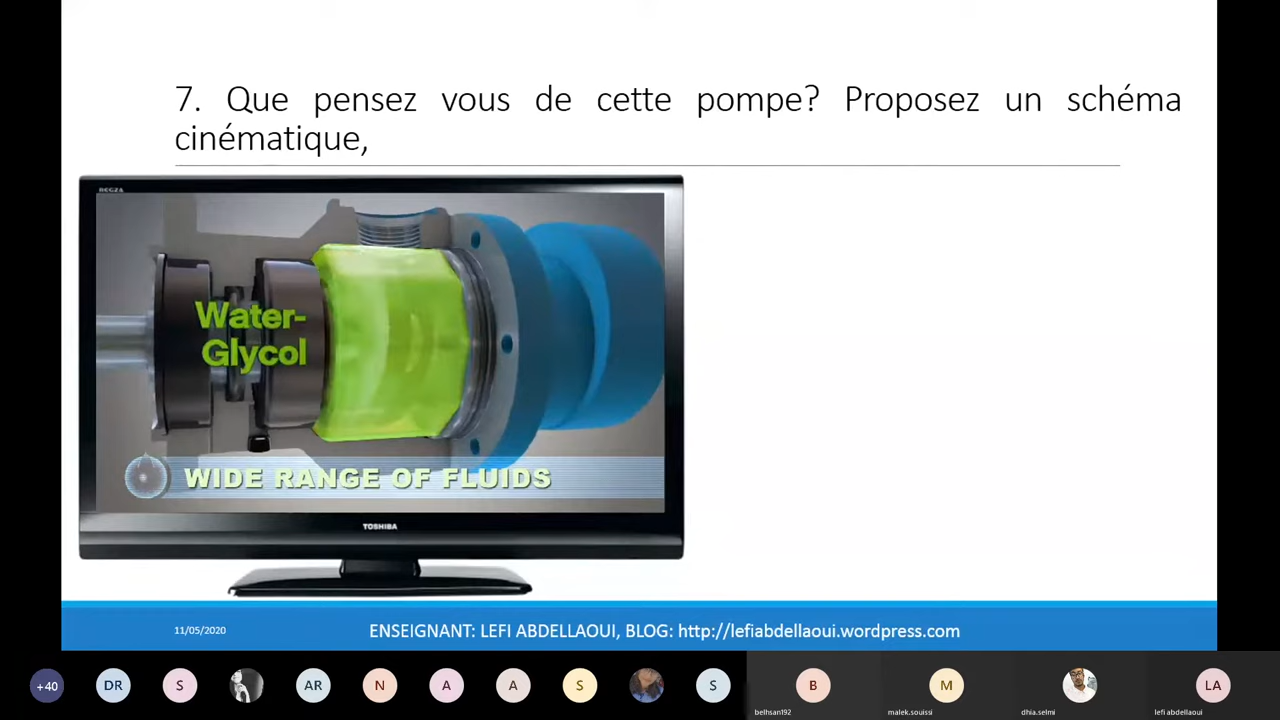 7. Que pensez vous de cette pompe? Proposez un schéma
cinématique,
REGZA
Water-
Glycol
WIDE RANGE OF FLUIDS
TOSHIBA
11/05/2020
ENSEIGNANT: LEFI ABDELLAOUI, BLOG: http://lefiabdellaoui.wordpress.com
+40
DR
S
AR
N
A
A
S
S
B
M
LA
belhsan192
malek.souissi
dhia.selmi
lefi abdellaoui